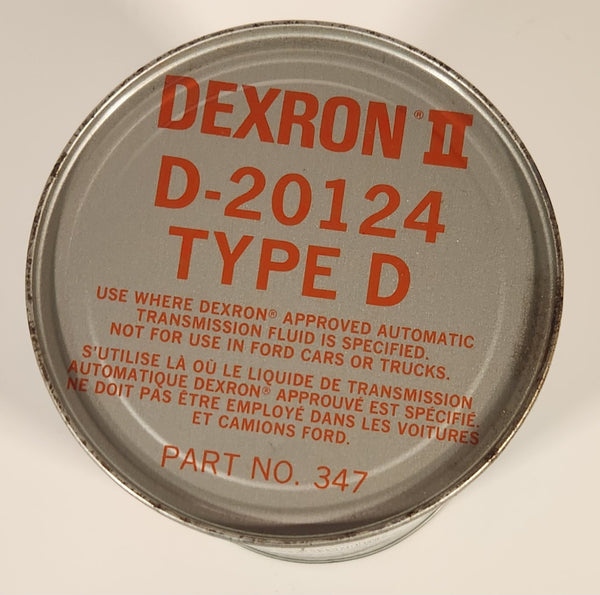 DEXRON® II
D-20124
TYPE D
USE WHERE DEXRON® APPROVED AUTOMATIC
TRANSMISSION FLUID IS SPECIFIED.
NOT FOR USE IN FORD CARS OR TRUCKS.
S'UTILISE LÀ OÙ LE LIQUIDE DE TRANSMISSION
AUTOMATIQUE DEXRON® APPROUVÉ EST SPÉCIFIÉ.
NE DOIT PAS ÊTRE EMPLOYÉ DANS LES VOITURES
ET CAMIONS FORD.
PART NO. 347